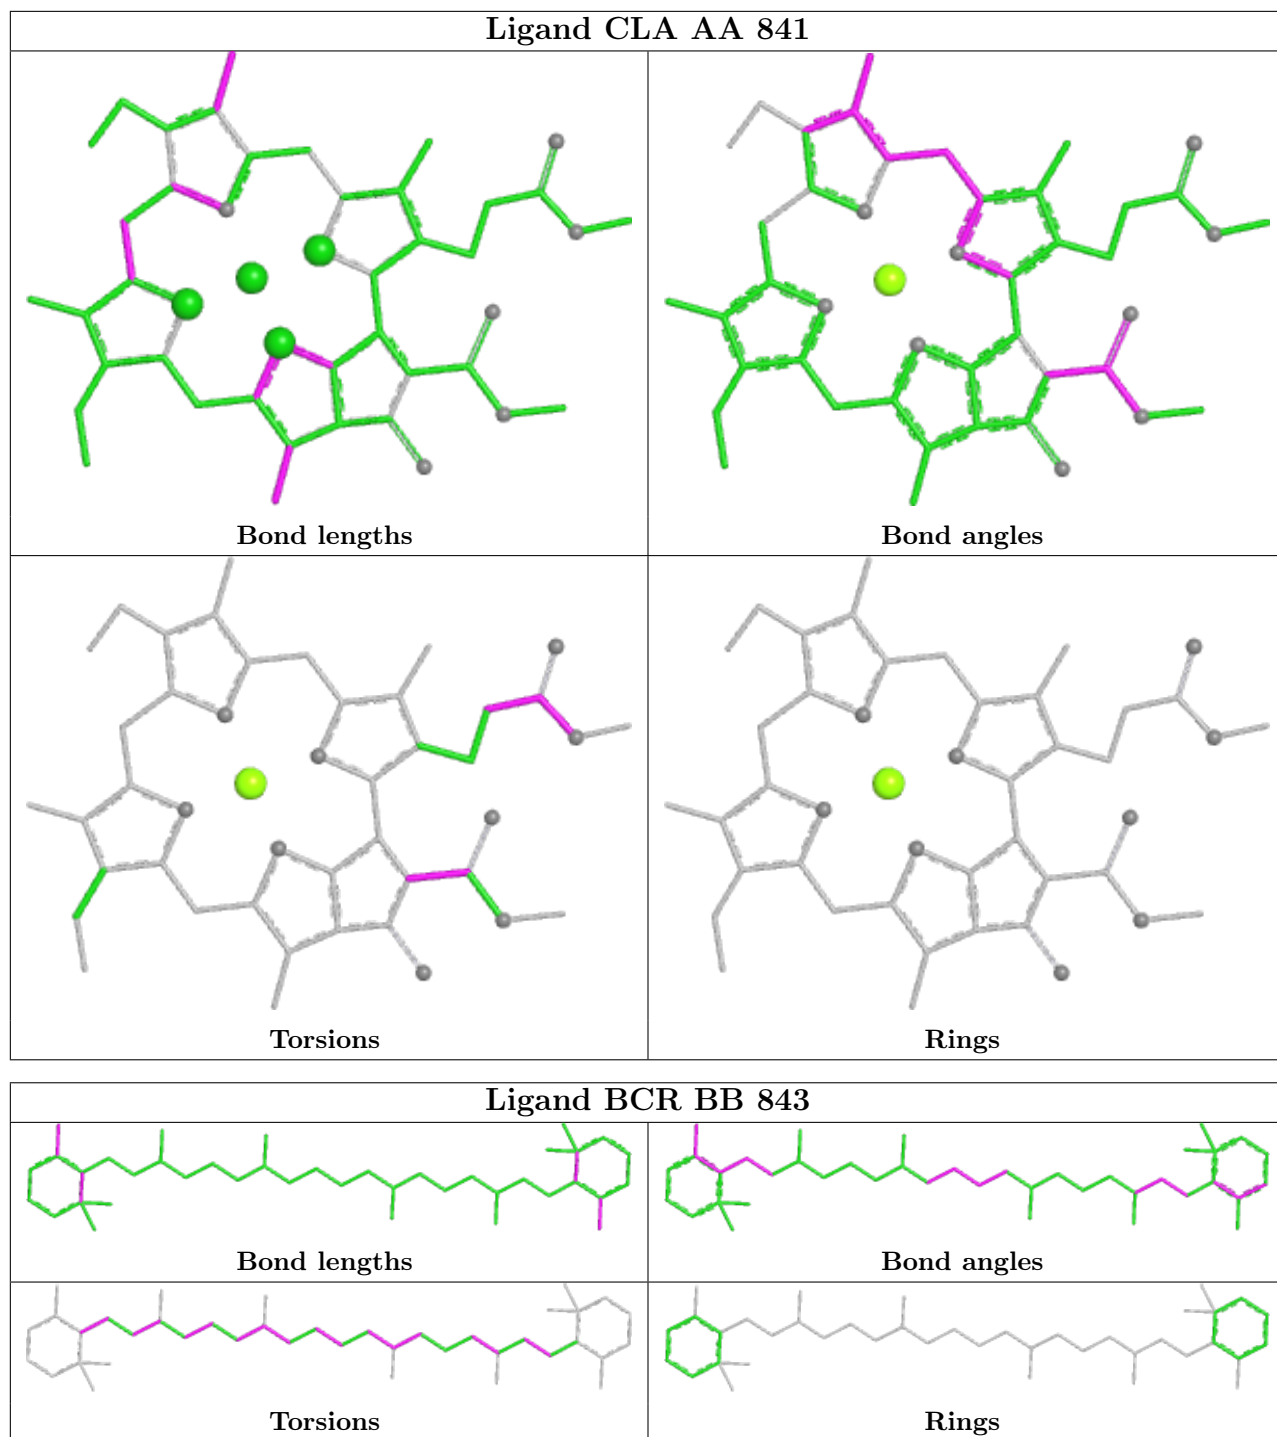 Ligand CLA AA 841
Bond lengths
Bond angles
Torsions
Rings
Ligand BCR BB 843
Bond lengths
Bond angles
Torsions
Rings